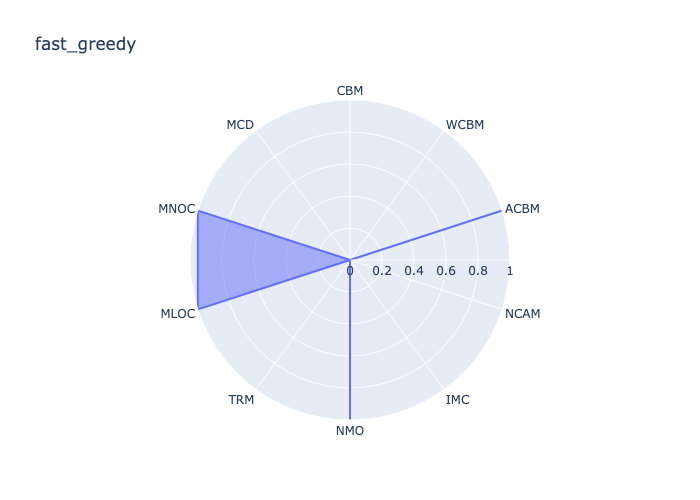 fast_greedy
CBM
MCD
WCBM
MNOC
ACBM
0 0.2 0.4 0.6 0.8 1
MLOC
NCAM
TRM
IMC
NMO